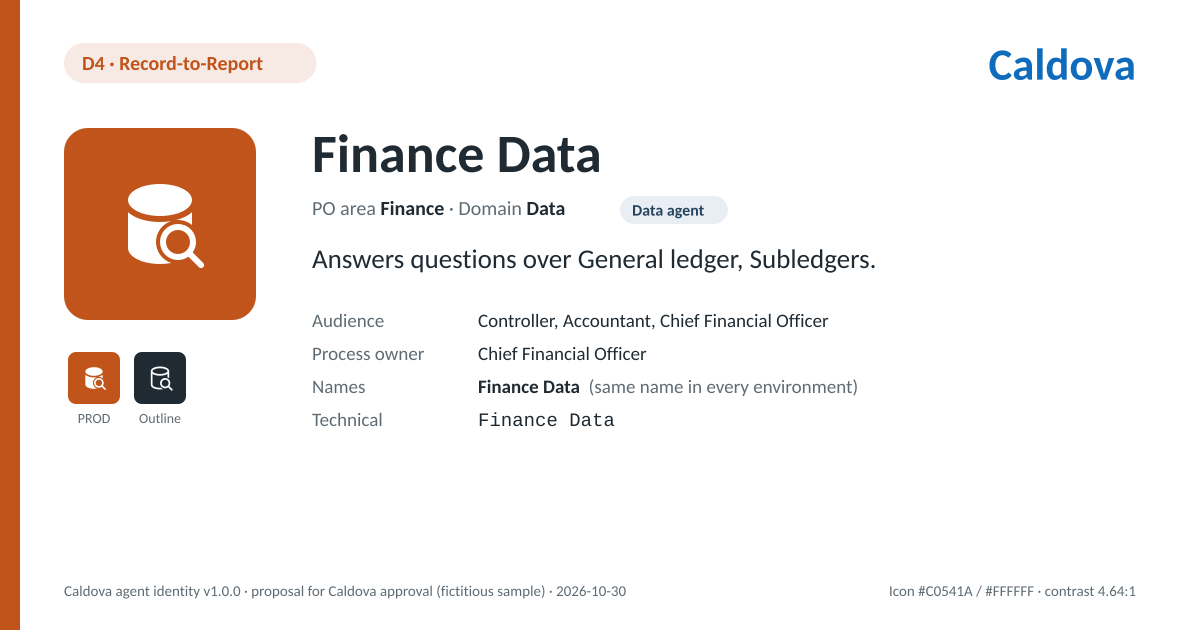 D4 · Record-to-Report
Caldova
Finance Data
PO area Finance · Domain Data
Data agent
Answers questions over General ledger, Subledgers.
Audience Controller, Accountant, Chief Financial Officer
Process owner Chief Financial Officer
Names Finance Data (same name in every environment)
Technical Finance Data
PROD Outline
Caldova agent identity v1.0.0 · proposal for Caldova approval (fictitious sample) · 2026-10-30
Icon #C0541A / #FFFFFF · contrast 4.64:1